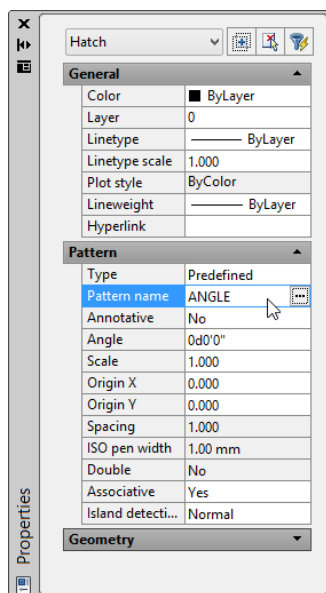 Hatch
General
Color ByLayer
Layer 0
Linetype ByLayer
Linetype scale 1.000
Plot style ByColor
Lineweight ByLayer
Hyperlink
Pattern
Type Predefined
Pattern name ANGLE
Annotative No
Angle 0d0'0"
Scale 1.000
Origin X 0.000
Origin Y 0.000
Spacing 1.000
ISO pen width 1.00 mm
Double No
Associative Yes
Island detecti... Normal
Geometry
Properties